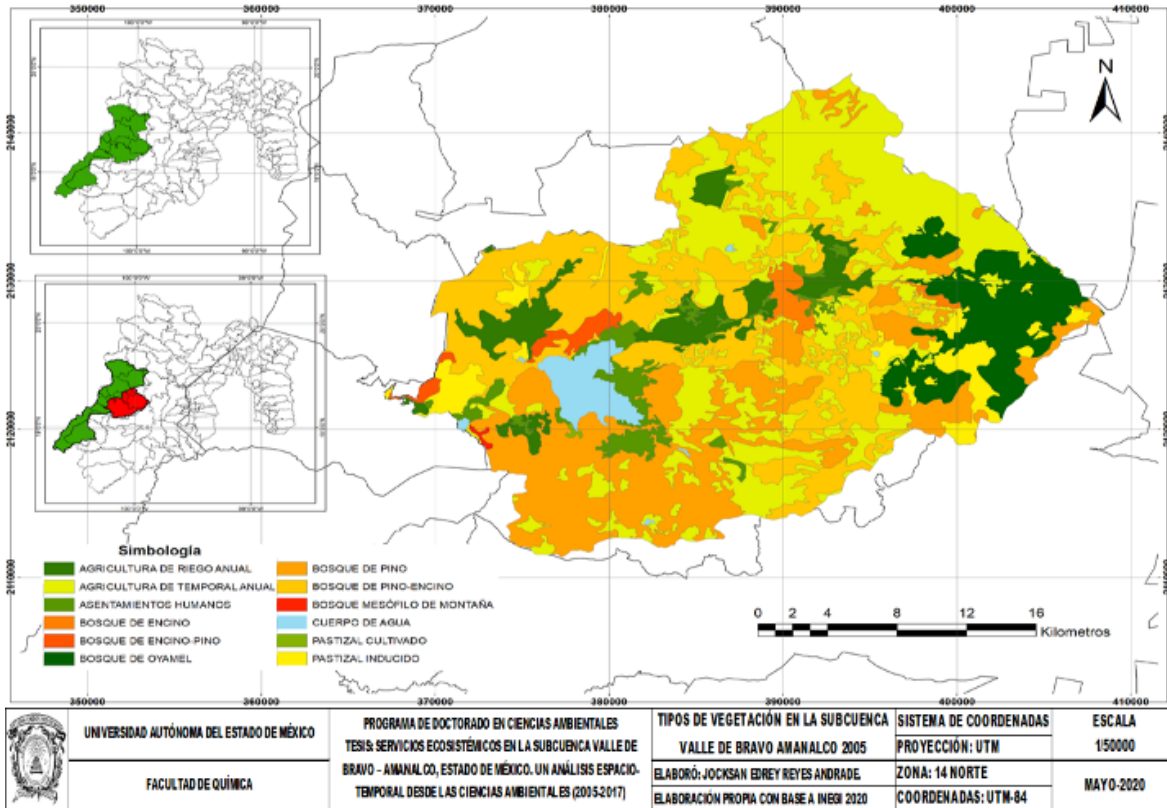 350000 360000 370000 380000 390000 400000 410000
N
Simbología
AGRICULTURA DE RIEGO ANUAL
AGRICULTURA DE TEMPORAL ANUAL
ASENTAMIENTOS HUMANOS
BOSQUE DE ENCINO
BOSQUE DE ENCINO-PINO
BOSQUE DE OYAMEL
BOSQUE DE PINO
BOSQUE DE PINO-ENCINO
BOSQUE MESÓFILO DE MONTAÑA
CUERPO DE AGUA
PASTIZAL CULTIVADO
PASTIZAL INDUCIDO
2140000
2130000
2120000
2110000
0 2 4 8 12 16
Kilometros
350000 360000 370000 380000 390000 400000 410000
UNIVERSIDAD AUTÓNOMA DEL ESTADO DE MÉXICO
FACULTAD DE QUÍMICA
PROGRAMA DE DOCTORADO EN CIENCIAS AMBIENTALES
TESIS: SERVICIOS ECOSISTÉMICOS EN LA SUBCUENCA VALLE DE
BRAVO – AMANALCO, ESTADO DE MÉXICO. UN ANÁLISIS ESPACIO-
TEMPORAL DESDE LAS CIENCIAS AMBIENTALES (2005-2017)
TIPOS DE VEGETACIÓN EN LA SUBCUENCA
VALLE DE BRAVO AMANALCO 2005
ELABORÓ: JOCKSAN EDREY REYES ANDRADE.
ELABORACIÓN PROPIA CON BASE A INEGI 2020
SISTEMA DE COORDENADAS
PROYECCIÓN: UTM
ZONA: 14 NORTE
COORDENADAS: UTM-84
ESCALA
1:50000
MAYO-2020